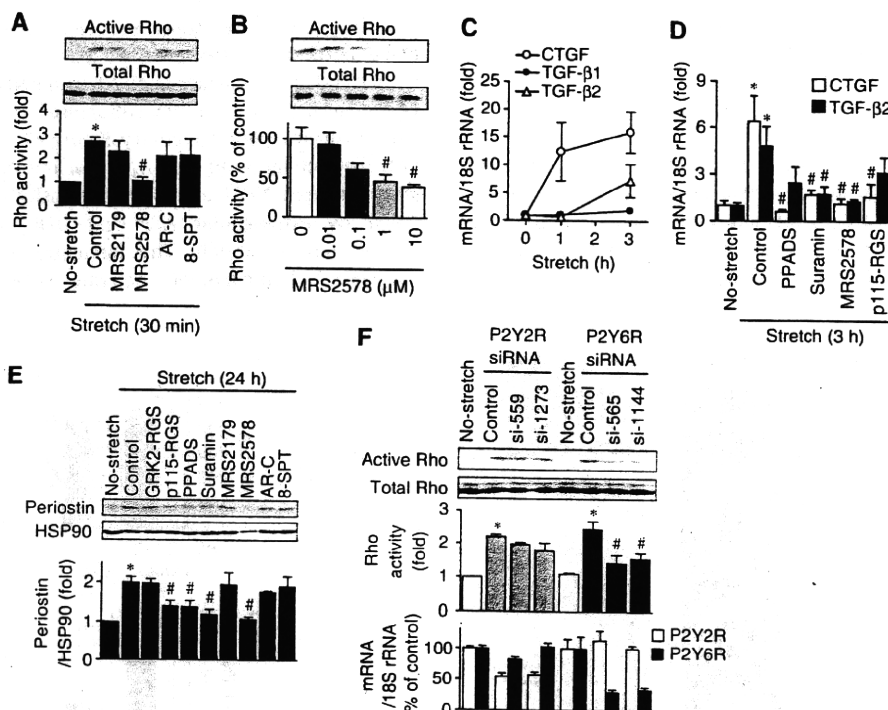 A
Active Rho
Total Rho
Rho activity (fold)
4
3
2
1
0
*
#
No-stretch
Control
MRS2179
MRS2578
AR-C
8-SPT
Stretch (30 min)
B
Active Rho
Total Rho
Rho activity (% of control)
100
50
0
#
#
0
0.01
0.1
1
10
MRS2578 (μM)
C
CTGF
TGF-β1
TGF-β2
mRNA/18S rRNA (fold)
25
20
15
10
5
0
0
1
2
3
Stretch (h)
D
CTGF
TGF-β2
mRNA/18S rRNA (fold)
9
6
3
0
*
*
#
# #
# #
#
No-stretch
Control
PPADS
Suramin
MRS2578
p115-RGS
Stretch (3 h)
E
Stretch (24 h)
No-stretch
Control
GRK2-RGS
p115-RGS
PPADS
Suramin
MRS2179
MRS2578
AR-C
8-SPT
Periostin
HSP90
Periostin
/HSP90 (fold)
2
1
0
*
#
#
#
#
F
P2Y2R
siRNA
P2Y6R
siRNA
No-stretch
Control
si-559
si-1273
No-stretch
Control
si-565
si-1144
Active Rho
Total Rho
Rho
activity (fold)
3
2
1
0
*
*
#
#
mRNA
/18S rRNA
% of control)
100
50
0
P2Y2R
P2Y6R